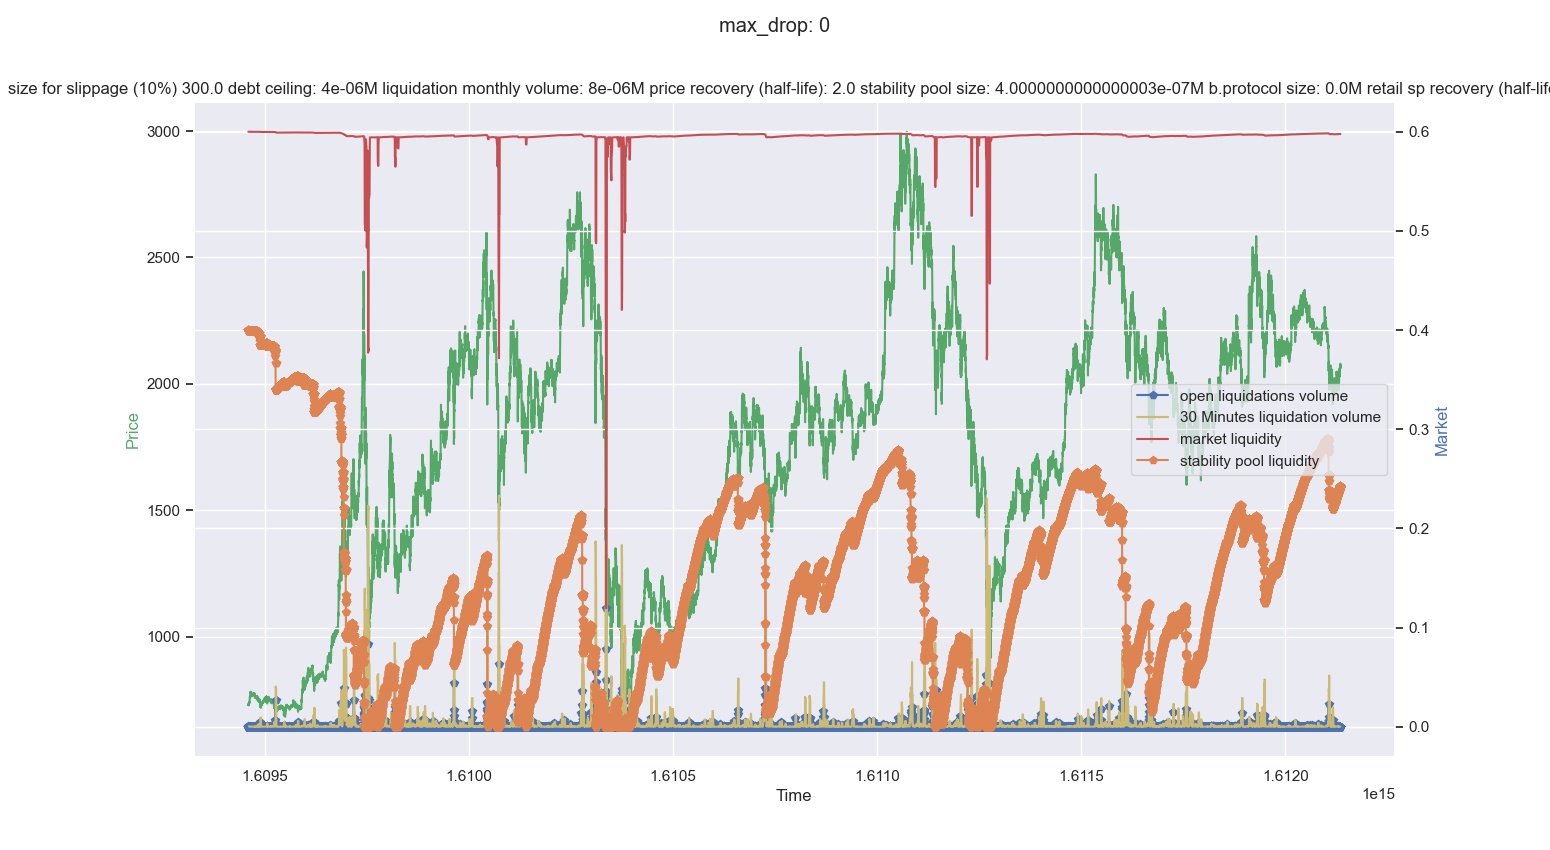 max_drop: 0
size for slippage (10%) 300.0 debt ceiling: 4e-06M liquidation monthly volume: 8e-06M price recovery (half-life): 2.0 stability pool size: 4.0000000000000003e-07M b.protocol size: 0.0M retail sp recovery (half-life
3000
2500
2000
1500
1000
Price
0.6
0.5
0.4
0.3
0.2
0.1
0.0
Market
open liquidations volume
30 Minutes liquidation volume
market liquidity
stability pool liquidity
1.6095
1.6100
1.6105
1.6110
1.6115
1.6120
1e15
Time